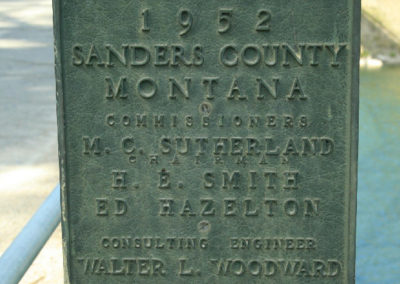 1952
SANDERS COUNTY
MONTANA
COMMISSIONERS
M. C. SUTHERLAND
CHAIRMAN
H. E. SMITH
ED HAZELTON
CONSULTING ENGINEER
WALTER L. WOODWARD